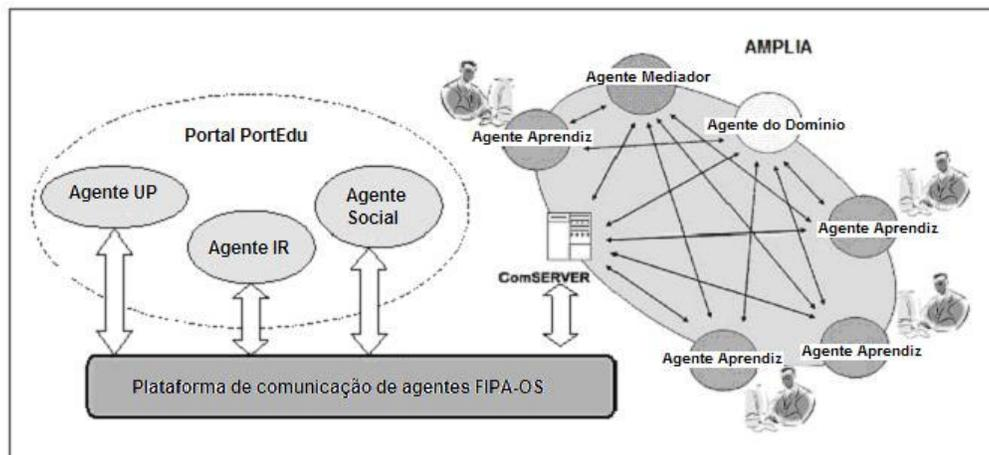 AMPLIA
Agente Mediador
Agente Aprendiz
Agente do Domínio
Portal PortEdu
Agente UP
Agente
Social
Agente IR
Agente Aprendiz
ComSERVER
Agente Aprendiz
Agente Aprendiz
Plataforma de comunicação de agentes FIPA-OS